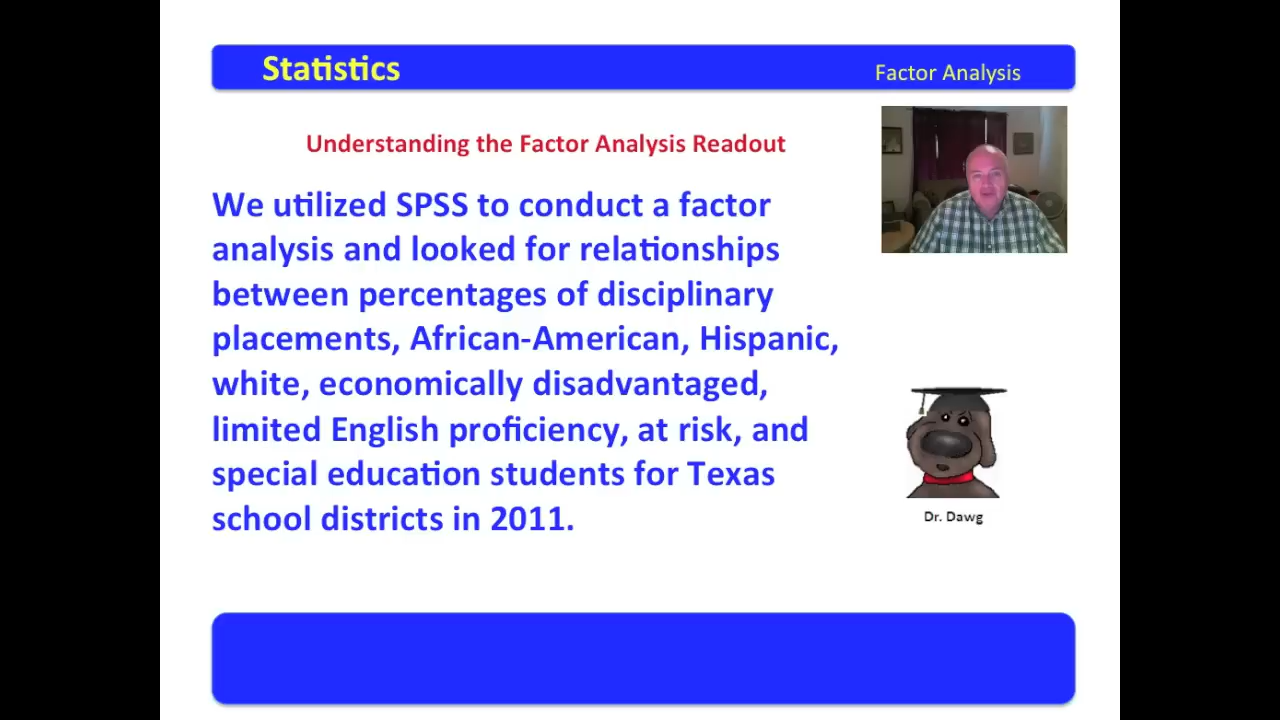 Statistics
Factor Analysis
Understanding the Factor Analysis Readout
We utilized SPSS to conduct a factor
analysis and looked for relationships
between percentages of disciplinary
placements, African-American, Hispanic,
white, economically disadvantaged,
limited English proficiency, at risk, and
special education students for Texas
school districts in 2011.
Dr. Dawg